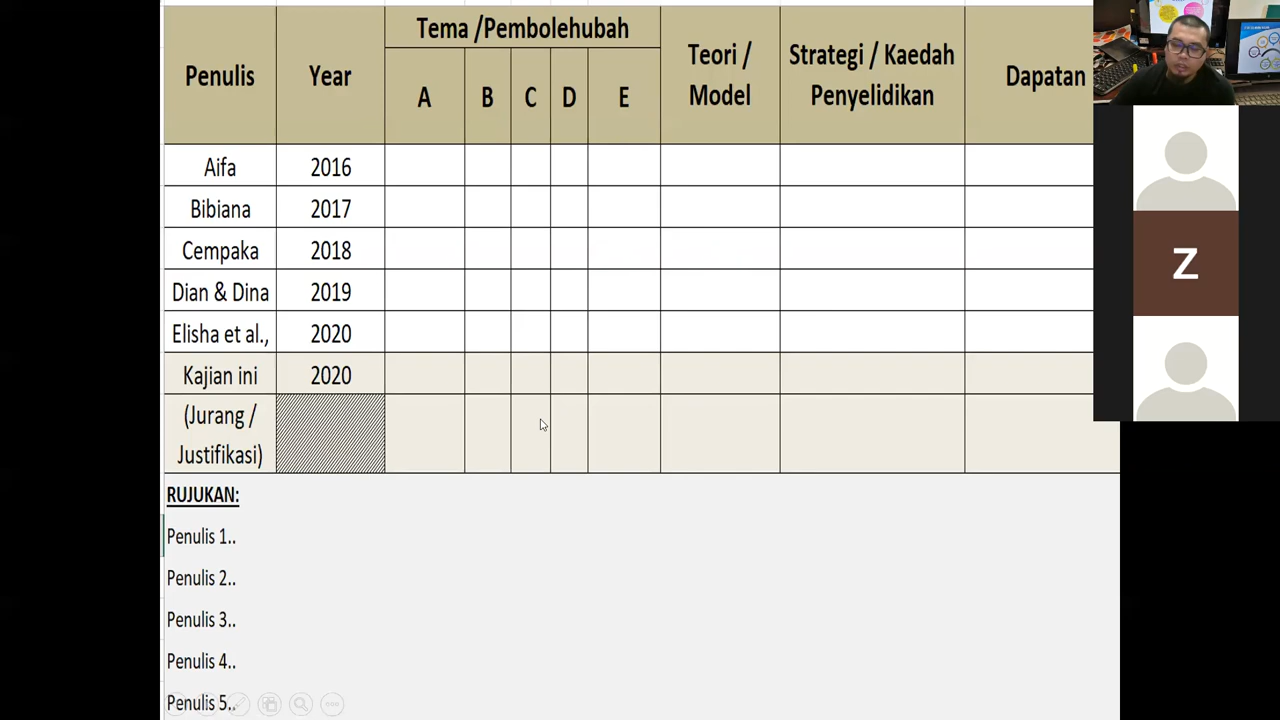 Penulis
Year
Tema /Pembolehubah
A
B
C
D
E
Teori /
Model
Strategi / Kaedah
Penyelidikan
Dapatan
Aifa
2016
Bibiana
2017
Cempaka
2018
Dian & Dina
2019
Elisha et al.,
2020
Kajian ini
2020
(Jurang /
Justifikasi)
RUJUKAN:
Penulis 1..
Penulis 2..
Penulis 3..
Penulis 4..
Penulis 5..
Z